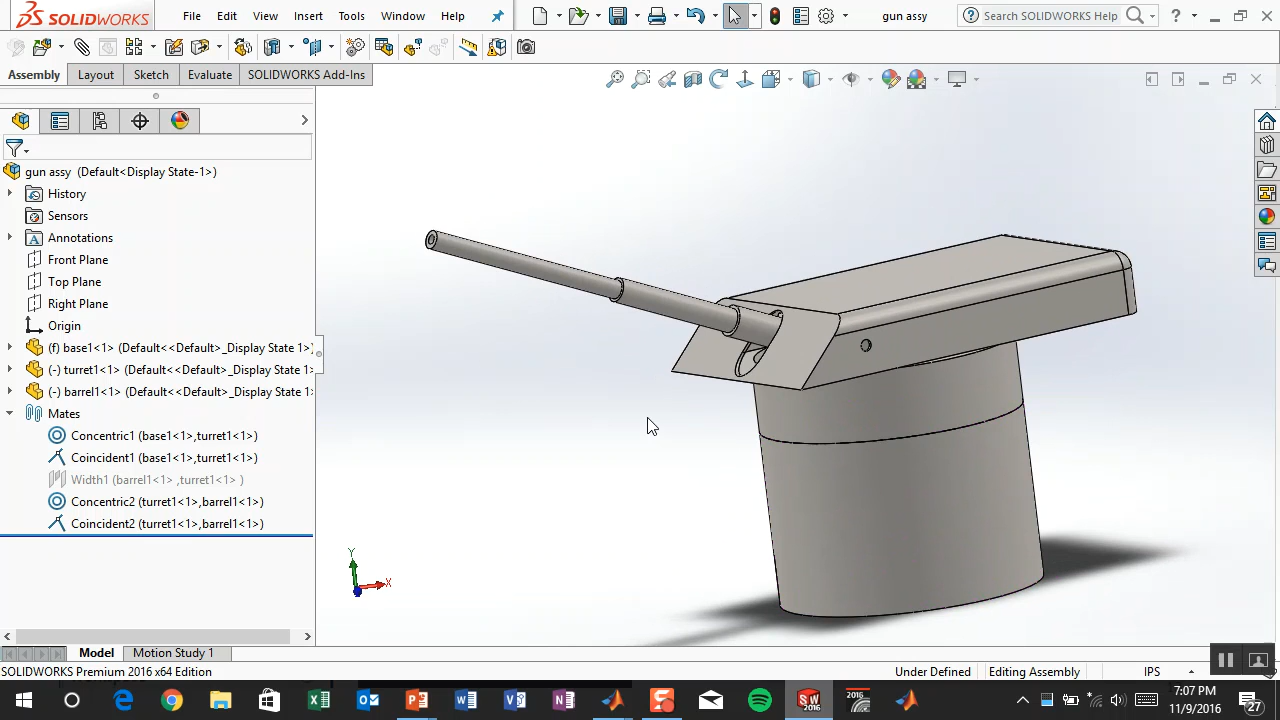 SOLIDWORKS File Edit View Insert Tools Window Help gun assy Search SOLIDWORKS Help ?
Assembly Layout Sketch Evaluate SOLIDWORKS Add-Ins
gun assy (Default<Display State-1>)
History
Sensors
Annotations
Front Plane
Top Plane
Right Plane
Origin
(f) base1<1> (Default<<Default>_Display State 1>)
(-) turret1<1> (Default<<Default>_Display State 1>
(-) barrel1<1> (Default<<Default>_Display State 1>
Mates
Concentric1 (base1<1>,turret1<1>)
Coincident1 (base1<1>,turret1<1>)
Width1 (barrel1<1> ,turret1<1> )
Concentric2 (turret1<1>,barrel1<1>)
Coincident2 (turret1<1>,barrel1<1>)
Y
X
Model Motion Study 1
SOLIDWORKS Premium 2016 x64 Edition Under Defined Editing Assembly IPS
SW 2016 2016 7:07 PM
11/9/2016 27